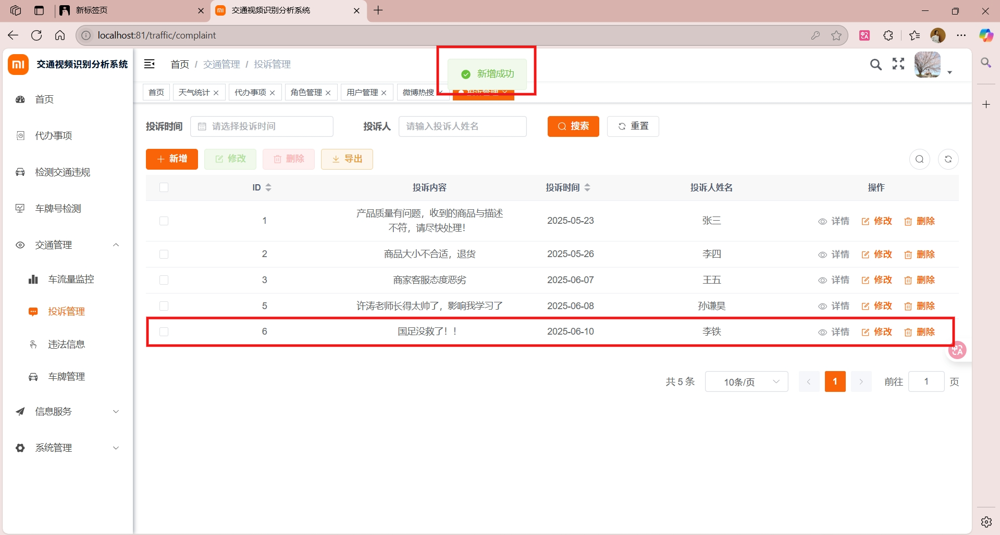 新标签页
交通视频识别分析系统
localhost:81/traffic/complaint
mi 交通视频识别分析系统
首页 / 交通管理 / 投诉管理
新增成功
首页 天气统计 代办事项 角色管理 用户管理 微博热搜 投诉管理
首页
代办事项
检测交通违规
车牌号检测
交通管理
车流量监控
投诉管理
违法信息
车牌管理
信息服务
系统管理
投诉时间 请选择投诉时间 投诉人 请输入投诉人姓名 搜索 重置
新增 修改 删除 导出
ID 投诉内容 投诉时间 投诉人姓名 操作
1 产品质量有问题，收到的商品与描述
不符，请尽快处理！ 2025-05-23 张三 详情 修改 删除
2 商品大小不合适，退货 2025-05-26 李四 详情 修改 删除
3 商家客服态度恶劣 2025-06-07 王五 详情 修改 删除
5 许涛老师长得太帅了，影响我学习了 2025-06-08 孙谦昊 详情 修改 删除
6 国足没救了！！ 2025-06-10 李铁 详情 修改 删除
共 5 条 10条/页 1 前往 1 页